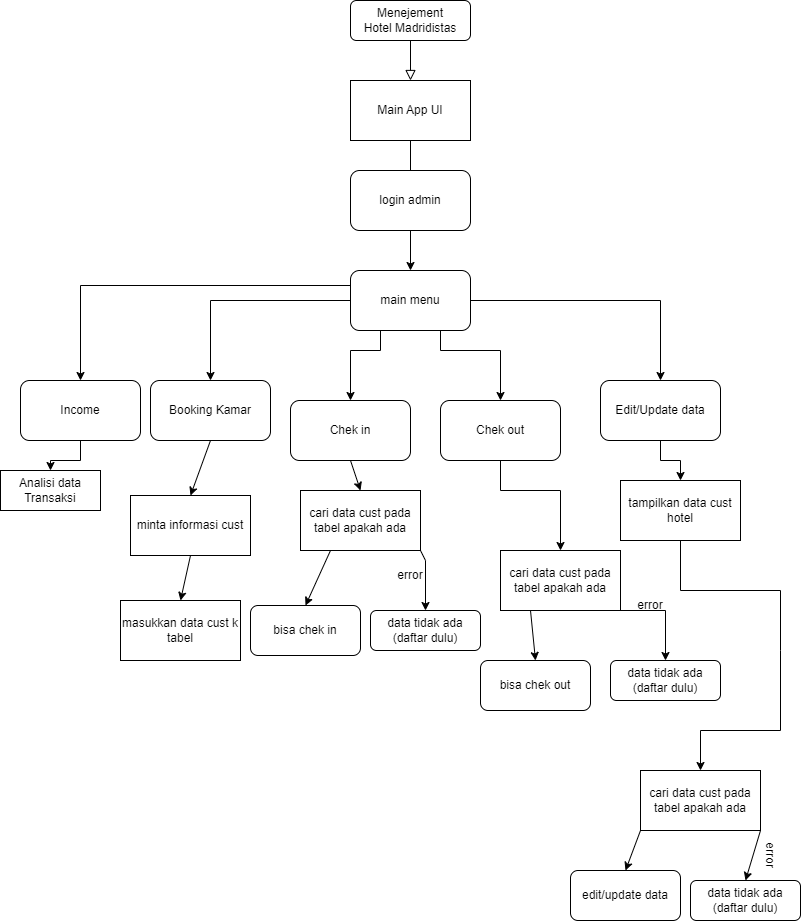 Menejement
Hotel Madridistas
Main App UI
login admin
main menu
Income
Booking Kamar
Chek in
Chek out
Edit/Update data
Analisi data
Transaksi
minta informasi cust
cari data cust pada
tabel apakah ada
tampilkan data cust
hotel
masukkan data cust k
tabel
error
bisa chek in
data tidak ada
(daftar dulu)
cari data cust pada
tabel apakah ada
error
bisa chek out
data tidak ada
(daftar dulu)
cari data cust pada
tabel apakah ada
error
edit/update data
data tidak ada
(daftar dulu)